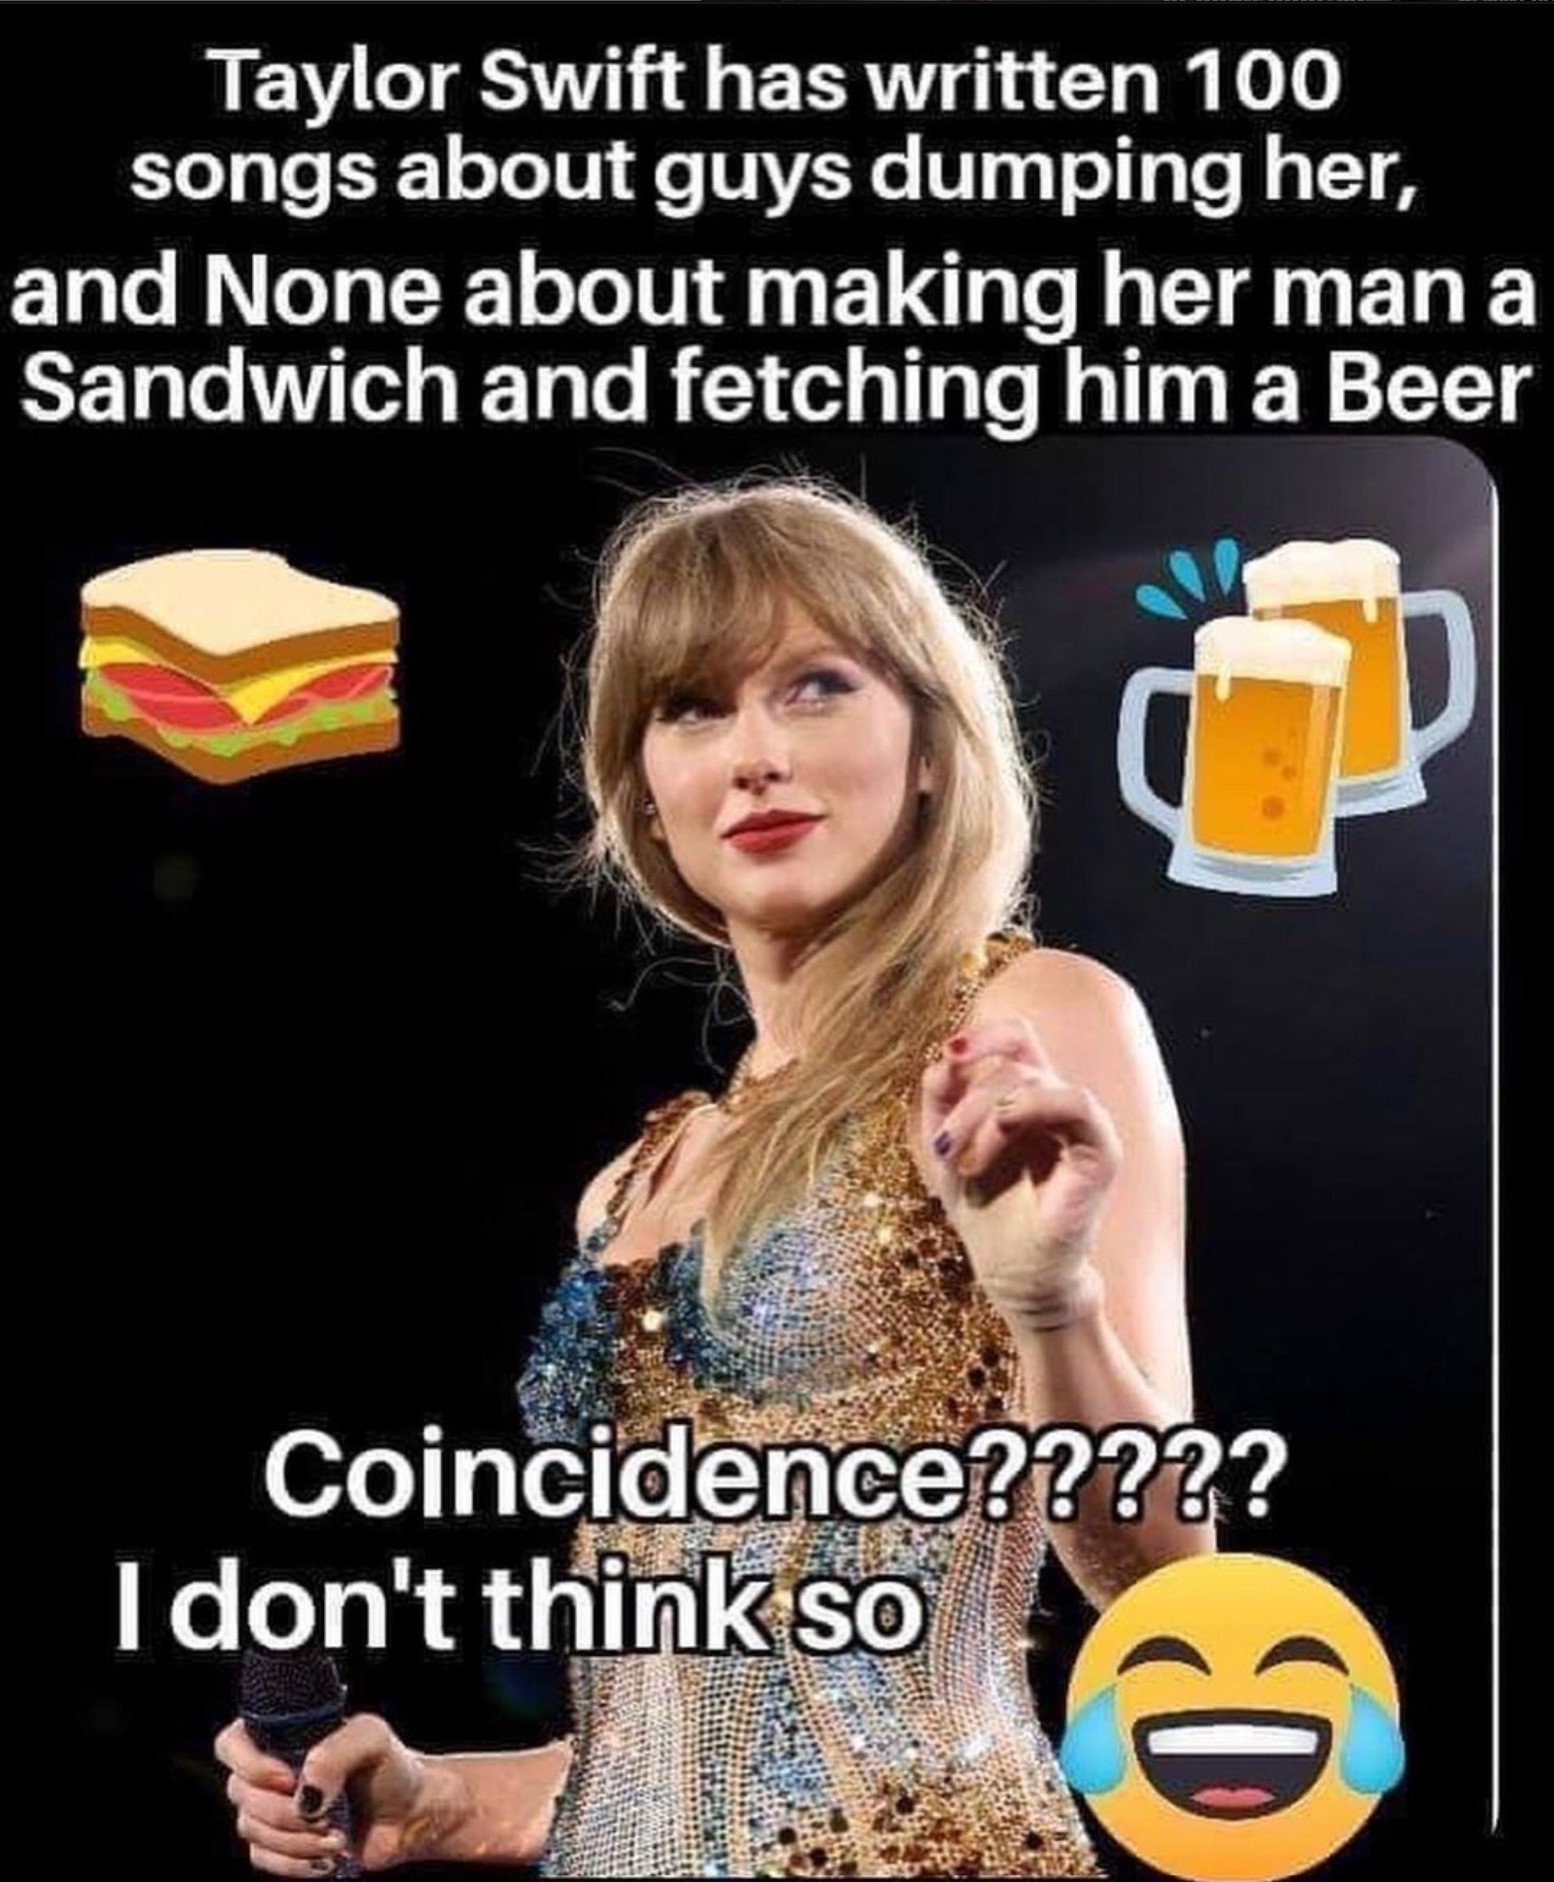 Taylor Swift has written 100
songs about guys dumping her,
and None about making her man a
Sandwich and fetching him a Beer
Coincidence?????
I don't think so